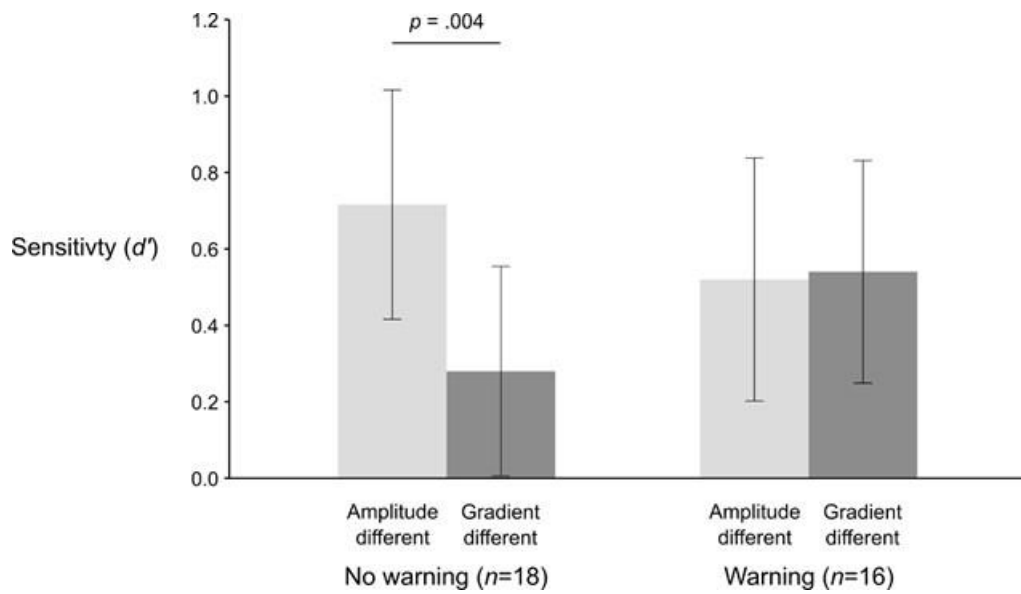 p = .004
1.2
1.0
0.8
0.6
0.4
0.2
0.0
Sensitivty (d′)
Amplitude different
Gradient different
Amplitude different
Gradient different
No warning (n=18)
Warning (n=16)